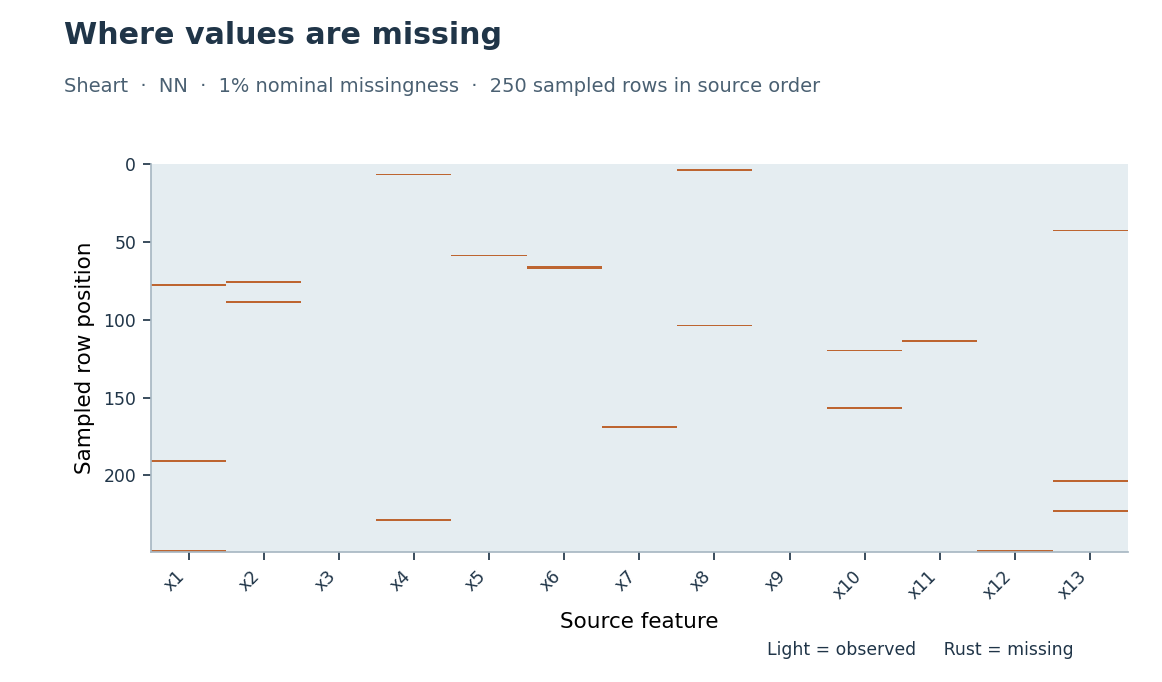 Where values are missing
Sheart · NN · 1% nominal missingness · 250 sampled rows in source order
0
50
100
150
200
Sampled row position
x1 x2 x3 x4 x5 x6 x7 x8 x9 x10 x11 x12 x13
Source feature
Light = observed Rust = missing